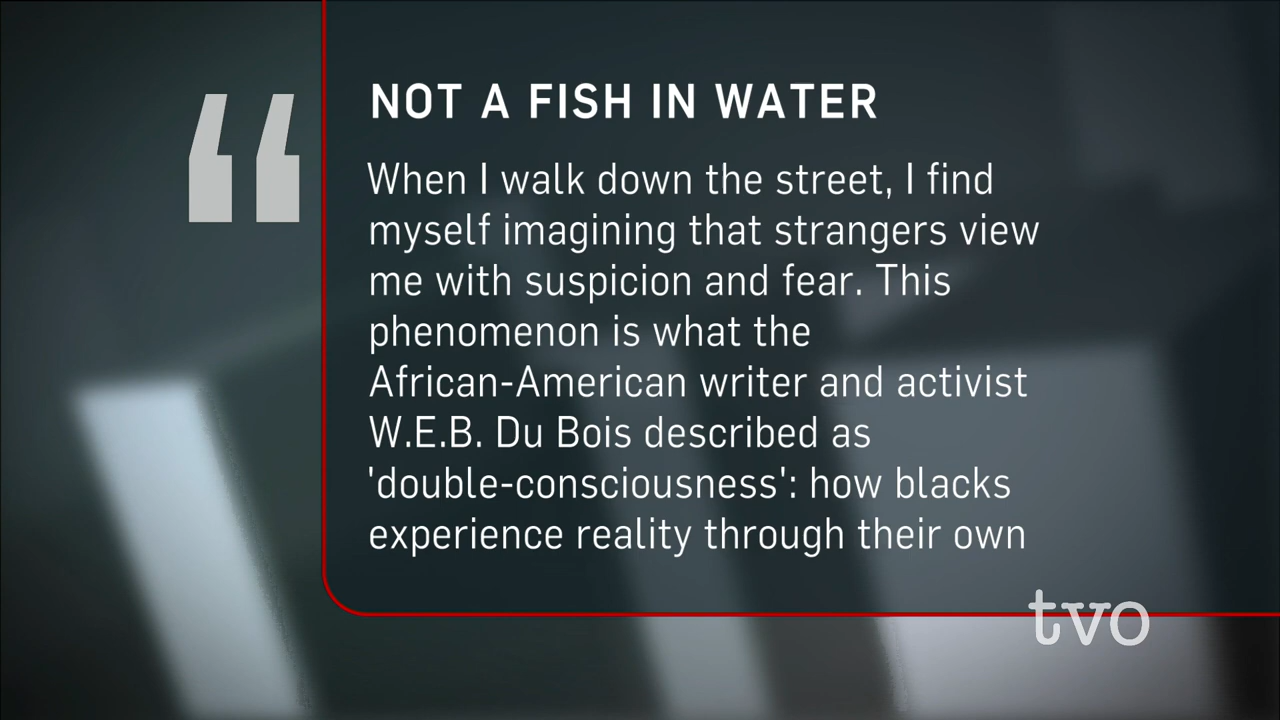 “
NOT A FISH IN WATER
When I walk down the street, I find
myself imagining that strangers view
me with suspicion and fear. This
phenomenon is what the
African-American writer and activist
W.E.B. Du Bois described as
'double-consciousness': how blacks
experience reality through their own
tvo